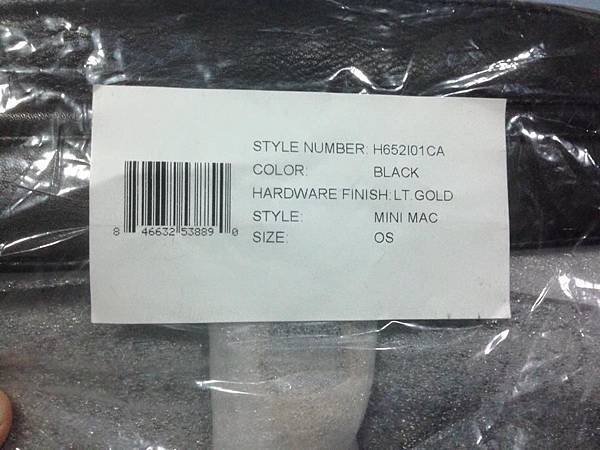 STYLE NUMBER: H652I01CA
COLOR: BLACK
HARDWARE FINISH: LT. GOLD
STYLE: MINI MAC
SIZE: OS
8 46632 53889 0